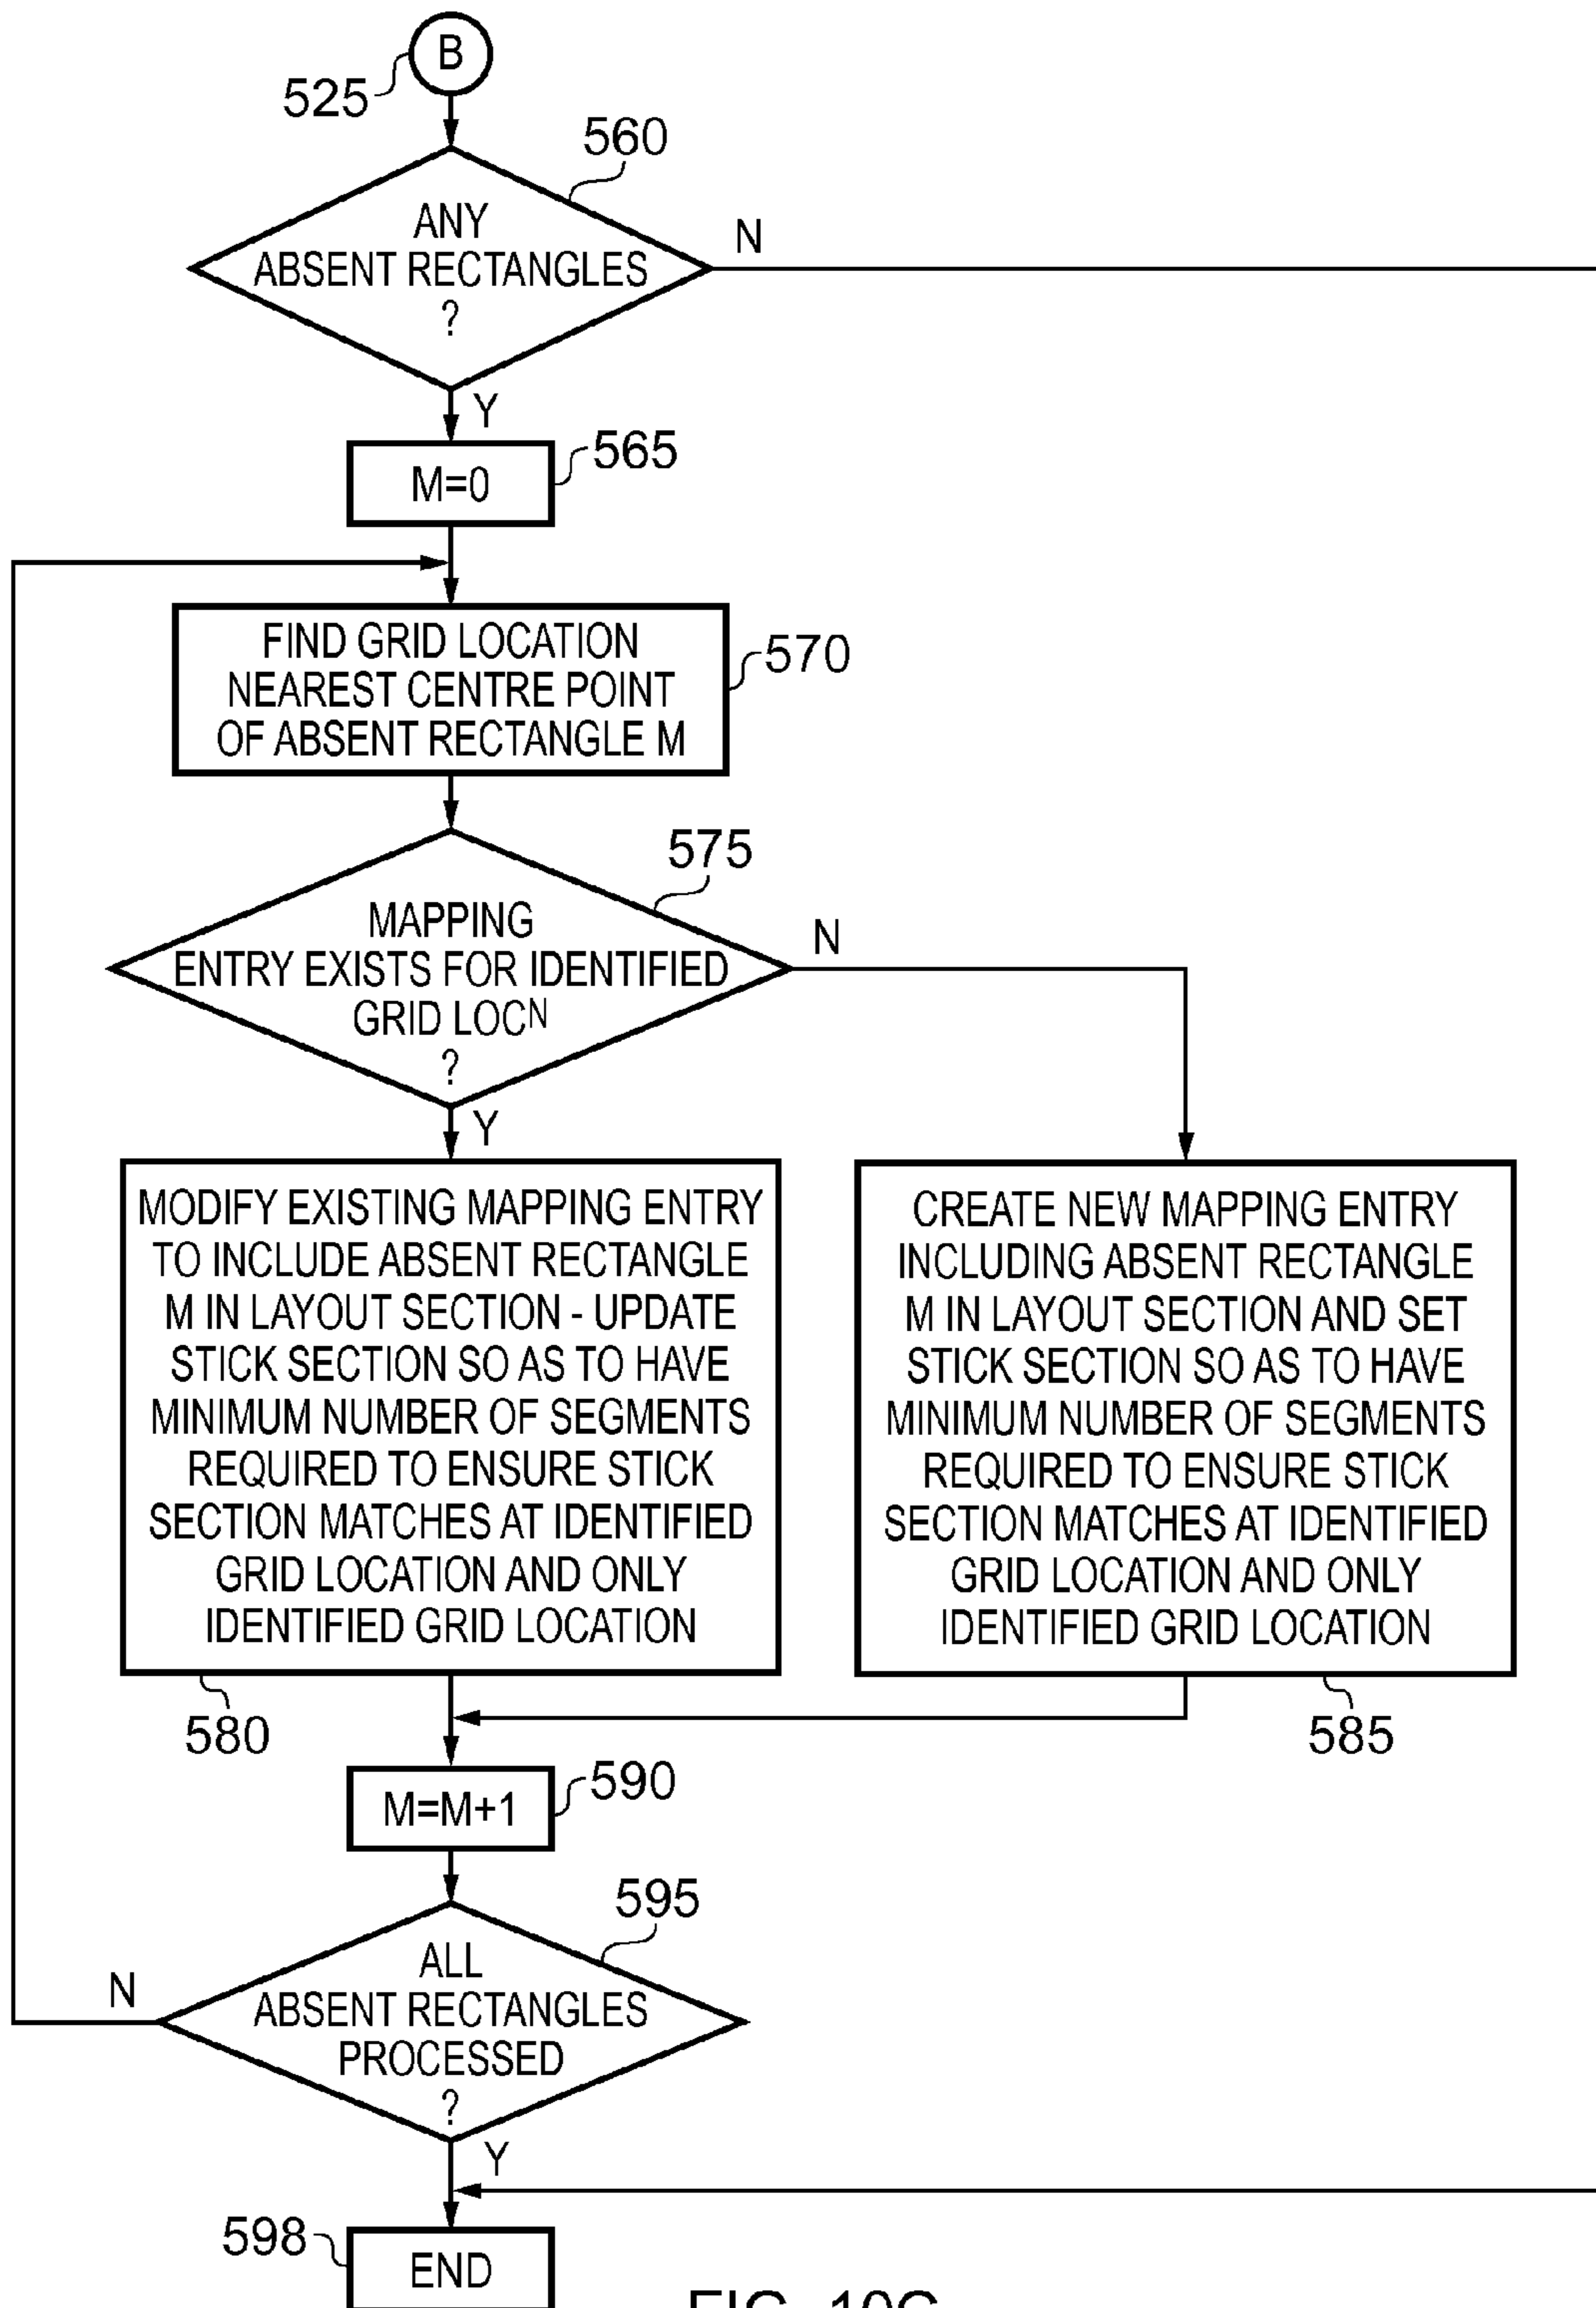 B
525
560
ANY
ABSENT RECTANGLES
?
N
Y
565
M=0
FIND GRID LOCATION
NEAREST CENTRE POINT
OF ABSENT RECTANGLE M
570
575
MAPPING
ENTRY EXISTS FOR IDENTIFIED
GRID LOCN
?
N
Y
MODIFY EXISTING MAPPING ENTRY
TO INCLUDE ABSENT RECTANGLE
M IN LAYOUT SECTION - UPDATE
STICK SECTION SO AS TO HAVE
MINIMUM NUMBER OF SEGMENTS
REQUIRED TO ENSURE STICK
SECTION MATCHES AT IDENTIFIED
GRID LOCATION AND ONLY
IDENTIFIED GRID LOCATION
580
CREATE NEW MAPPING ENTRY
INCLUDING ABSENT RECTANGLE
M IN LAYOUT SECTION AND SET
STICK SECTION SO AS TO HAVE
MINIMUM NUMBER OF SEGMENTS
REQUIRED TO ENSURE STICK
SECTION MATCHES AT IDENTIFIED
GRID LOCATION AND ONLY
IDENTIFIED GRID LOCATION
585
M=M+1
590
595
ALL
ABSENT RECTANGLES
PROCESSED
?
N
Y
598
END
FIG. 10C